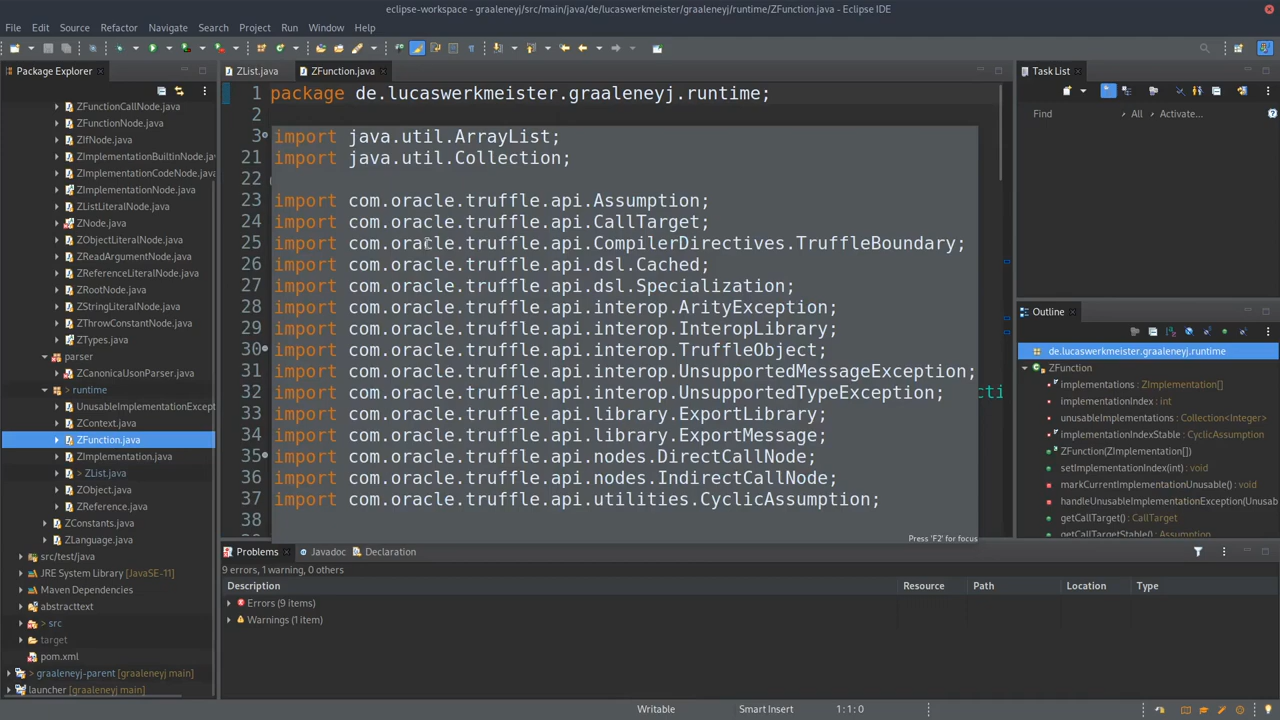 eclipse-workspace - graaleneyj/src/main/java/de/lucaswerkmeister/graaleneyj/runtime/ZFunction.java - Eclipse IDE
File Edit Source Refactor Navigate Search Project Run Window Help
Package Explorer
ZFunctionCallNode.java
ZFunctionNode.java
ZIfNode.java
ZImplementationBuiltinNode.java
ZImplementationCodeNode.java
ZImplementationNode.java
ZListLiteralNode.java
ZNode.java
ZObjectLiteralNode.java
ZReadArgumentNode.java
ZReferenceLiteralNode.java
ZRootNode.java
ZStringLiteralNode.java
ZThrowConstantNode.java
ZTypes.java
parser
ZCanonicalJsonParser.java
> runtime
UnusableImplementationExcept
ZContext.java
ZFunction.java
ZImplementation.java
> ZList.java
ZObject.java
ZReference.java
ZConstants.java
ZLanguage.java
src/test/java
JRE System Library [JavaSE-11]
Maven Dependencies
abstracttext
> src
target
pom.xml
> graaleneyj-parent [graaleneyj main]
launcher [graaleneyj main]
ZList.java ZFunction.java
1 package de.lucaswerkmeister.graaleneyj.runtime;
2
3 import java.util.ArrayList;
21 import java.util.Collection;
22
23 import com.oracle.truffle.api.Assumption;
24 import com.oracle.truffle.api.CallTarget;
25 import com.oracle.truffle.api.CompilerDirectives.TruffleBoundary;
26 import com.oracle.truffle.api.dsl.Cached;
27 import com.oracle.truffle.api.dsl.Specialization;
28 import com.oracle.truffle.api.interop.ArityException;
29 import com.oracle.truffle.api.interop.InteropLibrary;
30 import com.oracle.truffle.api.interop.TruffleObject;
31 import com.oracle.truffle.api.interop.UnsupportedMessageException;
32 import com.oracle.truffle.api.interop.UnsupportedTypeException; cti
33 import com.oracle.truffle.api.library.ExportLibrary;
34 import com.oracle.truffle.api.library.ExportMessage;
35 import com.oracle.truffle.api.nodes.DirectCallNode;
36 import com.oracle.truffle.api.nodes.IndirectCallNode;
37 import com.oracle.truffle.api.utilities.CyclicAssumption;
38
Press 'F2' for focus
Problems Javadoc Declaration
9 errors, 1 warning, 0 others
Description Resource Path Location Type
Errors (9 items)
Warnings (1 item)
Task List
Find All Activate...
Outline
de.lucaswerkmeister.graaleneyj.runtime
ZFunction
implementations : ZImplementation[]
implementationIndex : int
unusableImplementations : Collection<Integer>
implementationIndexStable : CyclicAssumption
ZFunction(ZImplementation[])
setImplementationIndex(int) : void
markCurrentImplementationUnusable() : void
handleUnusableImplementationException(Unusab
getCallTarget() : CallTarget
getCallTargetStable() : Assumption
Writable Smart Insert 1 : 1 : 0